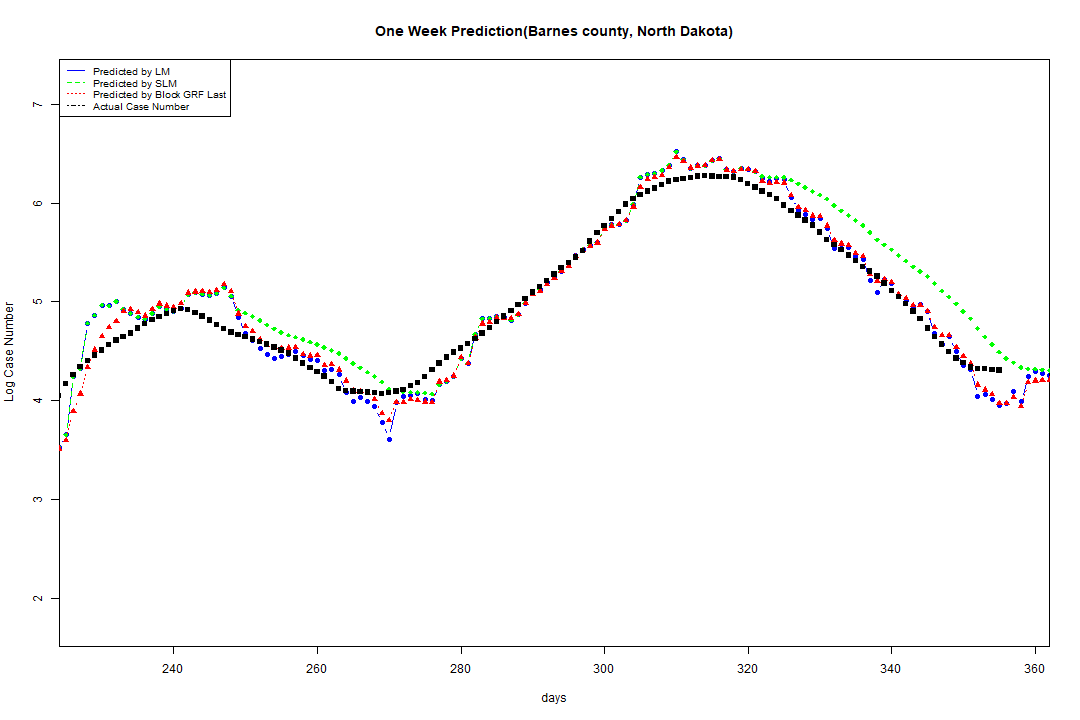 One Week Prediction(Barnes county, North Dakota)
Predicted by LM
Predicted by SLM
Predicted by Block GRF Last
Actual Case Number
7
6
5
4
3
2
Log Case Number
240 260 280 300 320 340 360
days